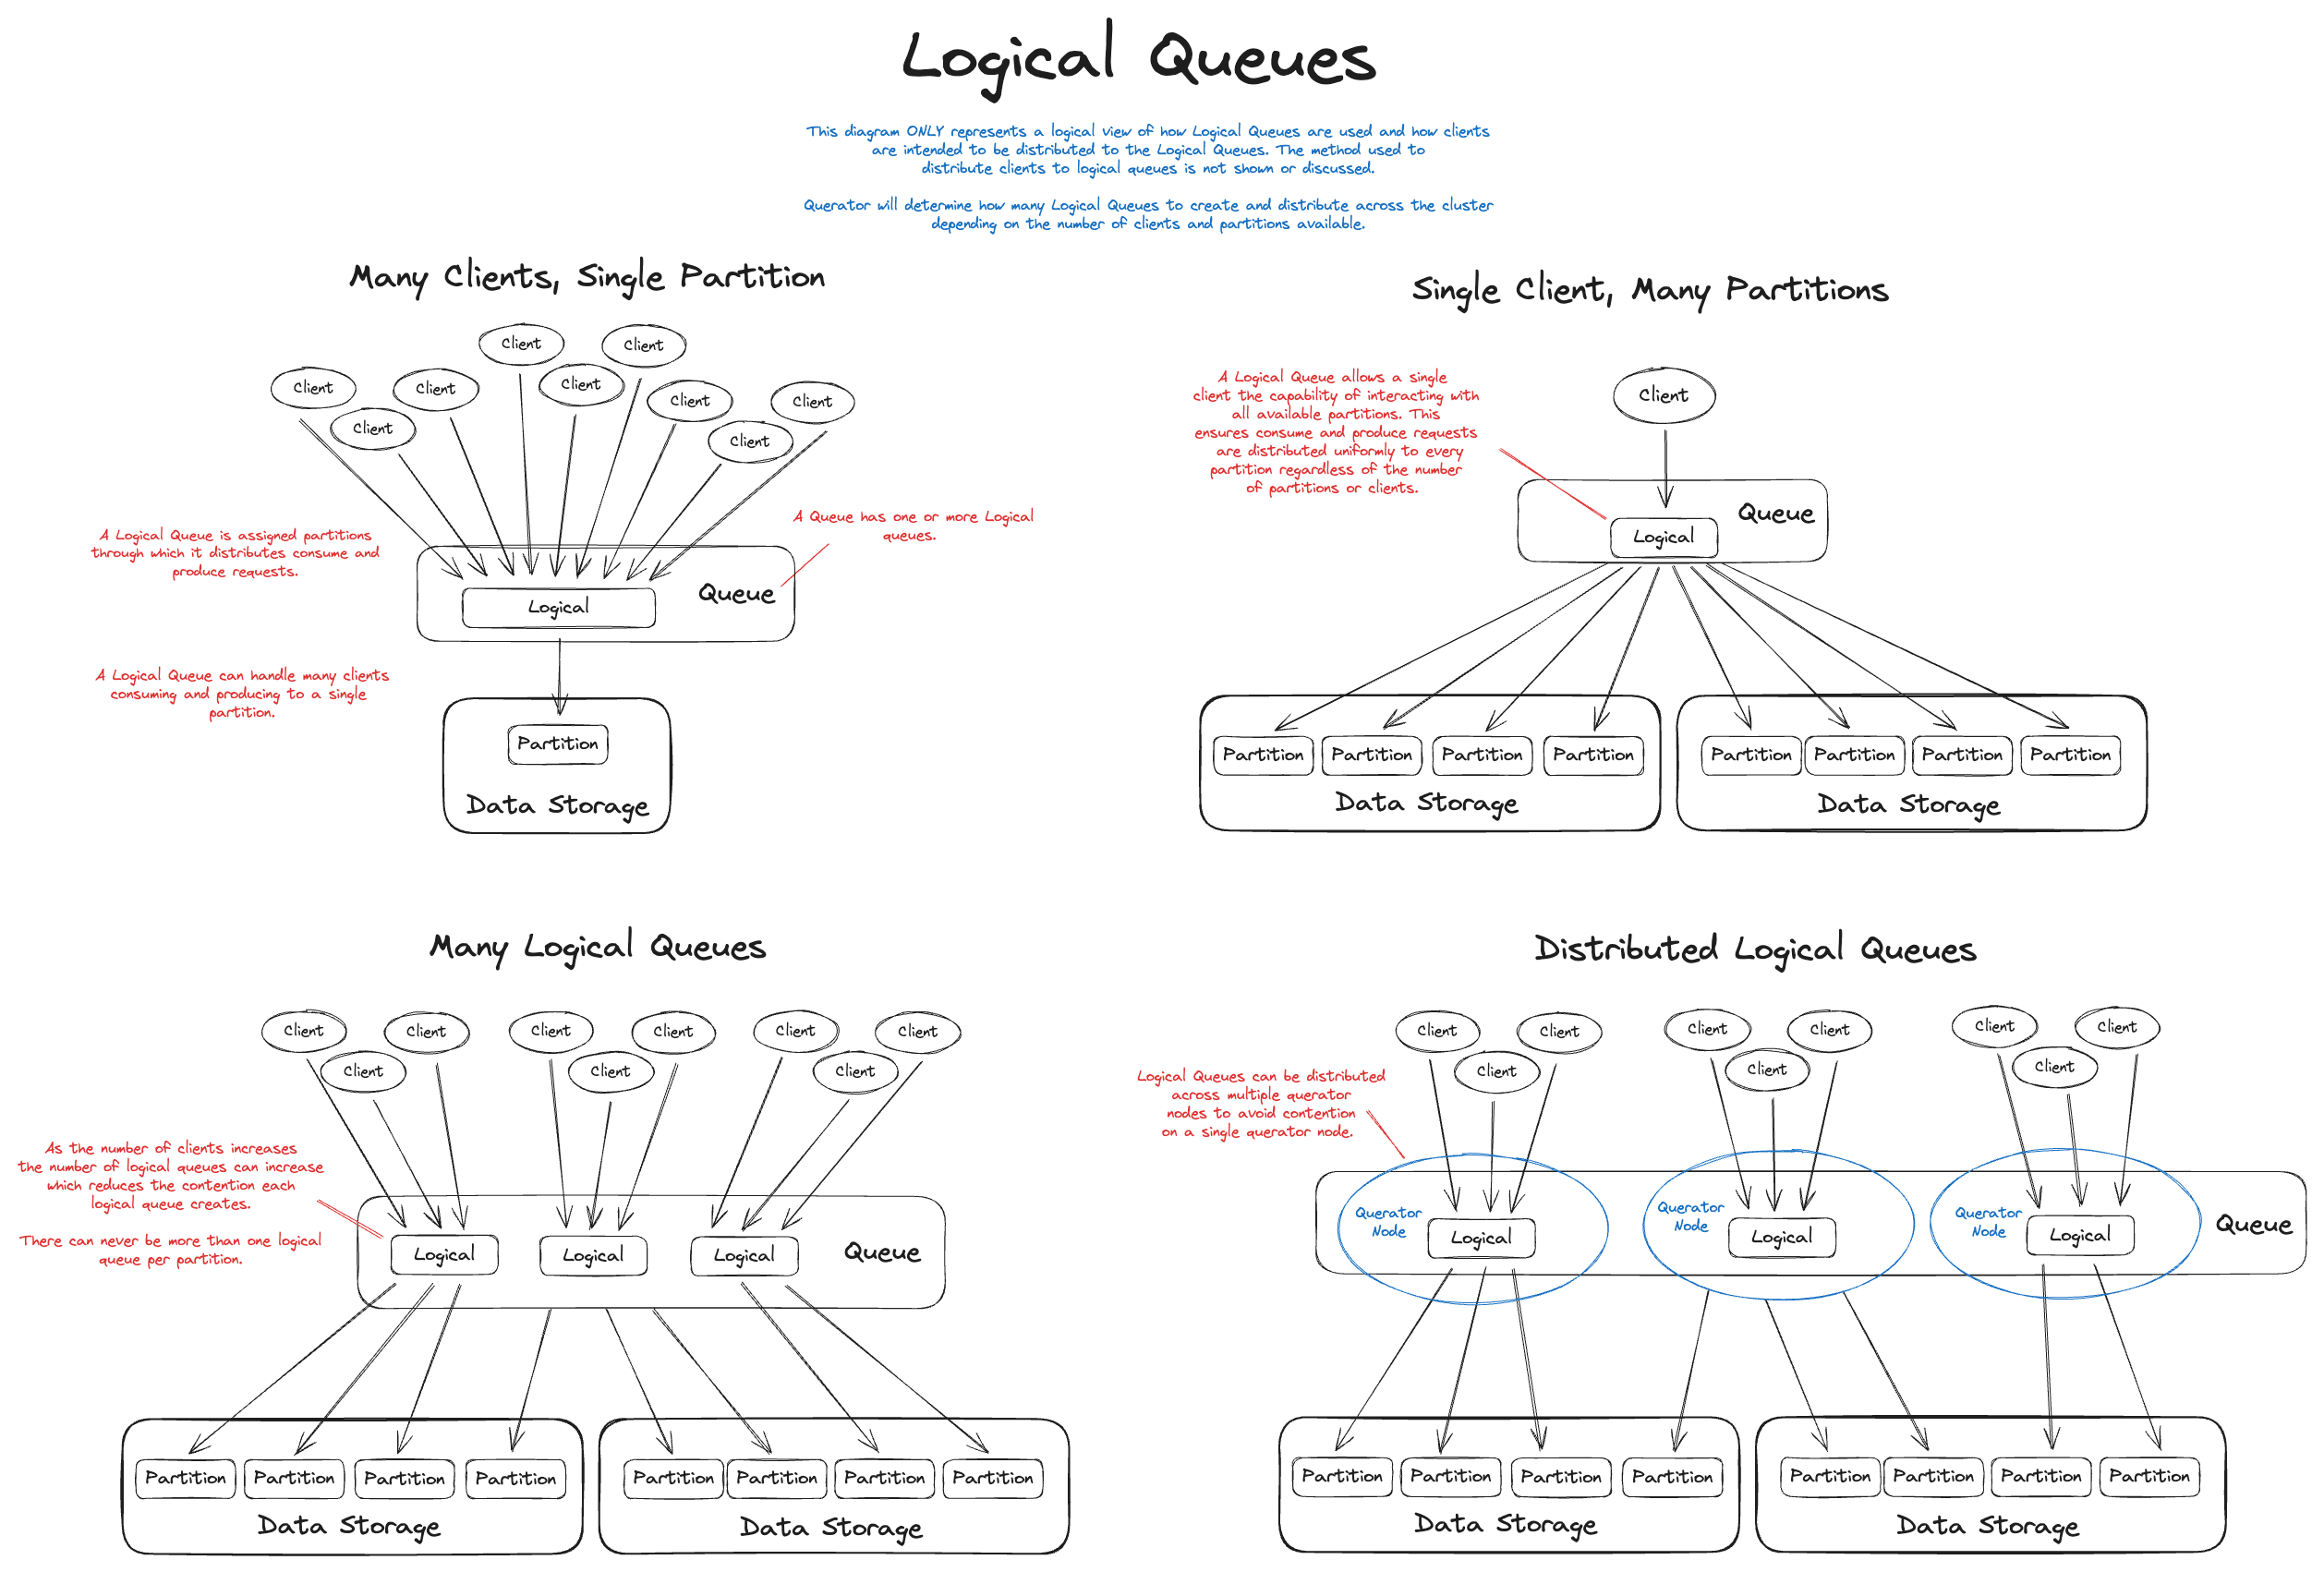 Logical Queues
This diagram ONLY represents a logical view of how Logical Queues are used and how clients
are intended to be distributed to the Logical Queues. The method used to
distribute clients to logical queues is not shown or discussed.
Querator will determine how many Logical Queues to create and distribute across the cluster
depending on the number of clients and partitions available.
Many Clients, Single Partition
Client
Client
Client
Client
Client
Client
Client
Client
Client
A Logical Queue is assigned partitions
through which it distributes consume and
produce requests.
A Queue has one or more Logical
queues.
Queue
Logical
A Logical Queue can handle many clients
consuming and producing to a single
partition.
Partition
Data Storage
Single Client, Many Partitions
A Logical Queue allows a single
client the capability of interacting with
all available partitions. This
ensures consume and produce requests
are distributed uniformly to every
partition regardless of the number
of partitions or clients.
Client
Queue
Logical
Partition
Partition
Partition
Partition
Data Storage
Partition
Partition
Partition
Partition
Data Storage
Many Logical Queues
Client
Client
Client
Client
Client
Client
Client
Client
Client
As the number of clients increases
the number of logical queues can increase
which reduces the contention each
logical queue creates.
There can never be more than one logical
queue per partition.
Logical
Logical
Logical
Queue
Partition
Partition
Partition
Partition
Data Storage
Partition
Partition
Partition
Partition
Data Storage
Distributed Logical Queues
Client
Client
Client
Client
Client
Client
Client
Client
Client
Logical Queues can be distributed
across multiple querator
nodes to avoid contention
on a single querator node.
Querator
Node
Logical
Querator
Node
Logical
Querator
Node
Logical
Queue
Partition
Partition
Partition
Partition
Data Storage
Partition
Partition
Partition
Partition
Data Storage